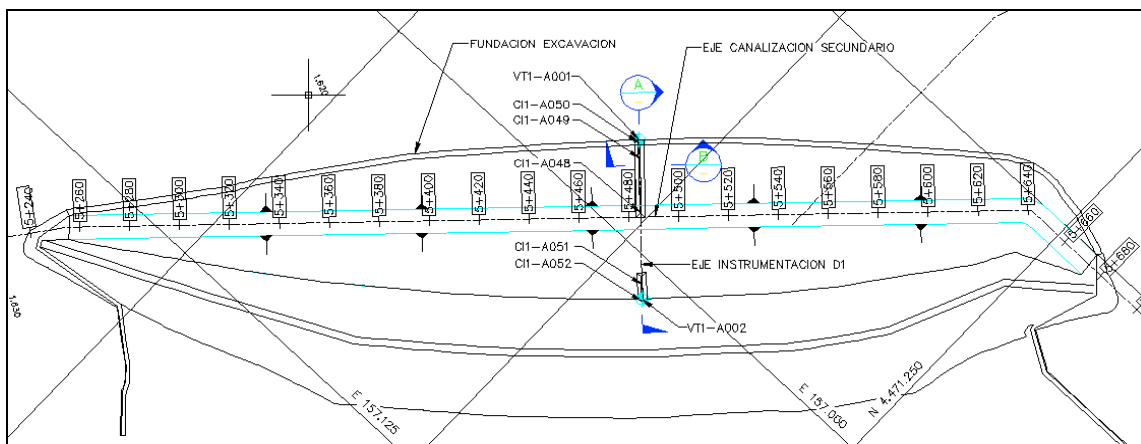 FUNDACION EXCAVACION
EJE CANALIZACION SECUNDARIO
VT1-A001
CI1-A050
CI1-A049
CI1-A048
A
B
1.620
5+240
5+260
5+280
5+300
5+320
5+340
5+360
5+380
5+400
5+420
5+440
5+460
5+480
5+500
5+520
5+540
5+560
5+580
5+600
5+620
5+640
5+660
5+680
CI1-A051
CI1-A052
EJE INSTRUMENTACION D1
VT1-A002
1.630
E 157.125
E 157.000
N 4.471.250